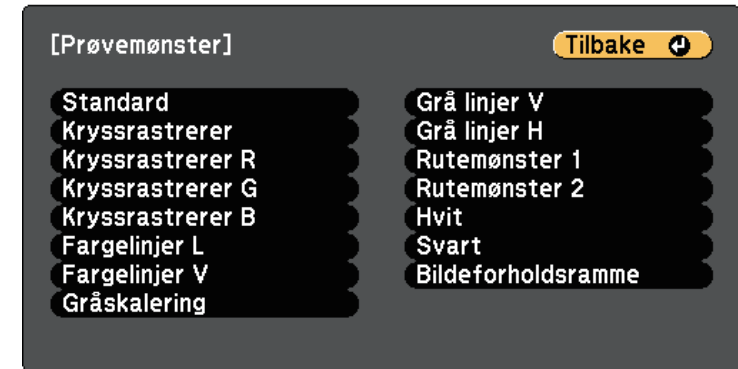 [Prøvemønster]
Tilbake
Standard
Kryssrastrerer
Kryssrastrerer R
Kryssrastrerer G
Kryssrastrerer B
Fargelinjer L
Fargelinjer V
Gråskalering
Grå linjer V
Grå linjer H
Rutemønster 1
Rutemønster 2
Hvit
Svart
Bildeforholdsramme